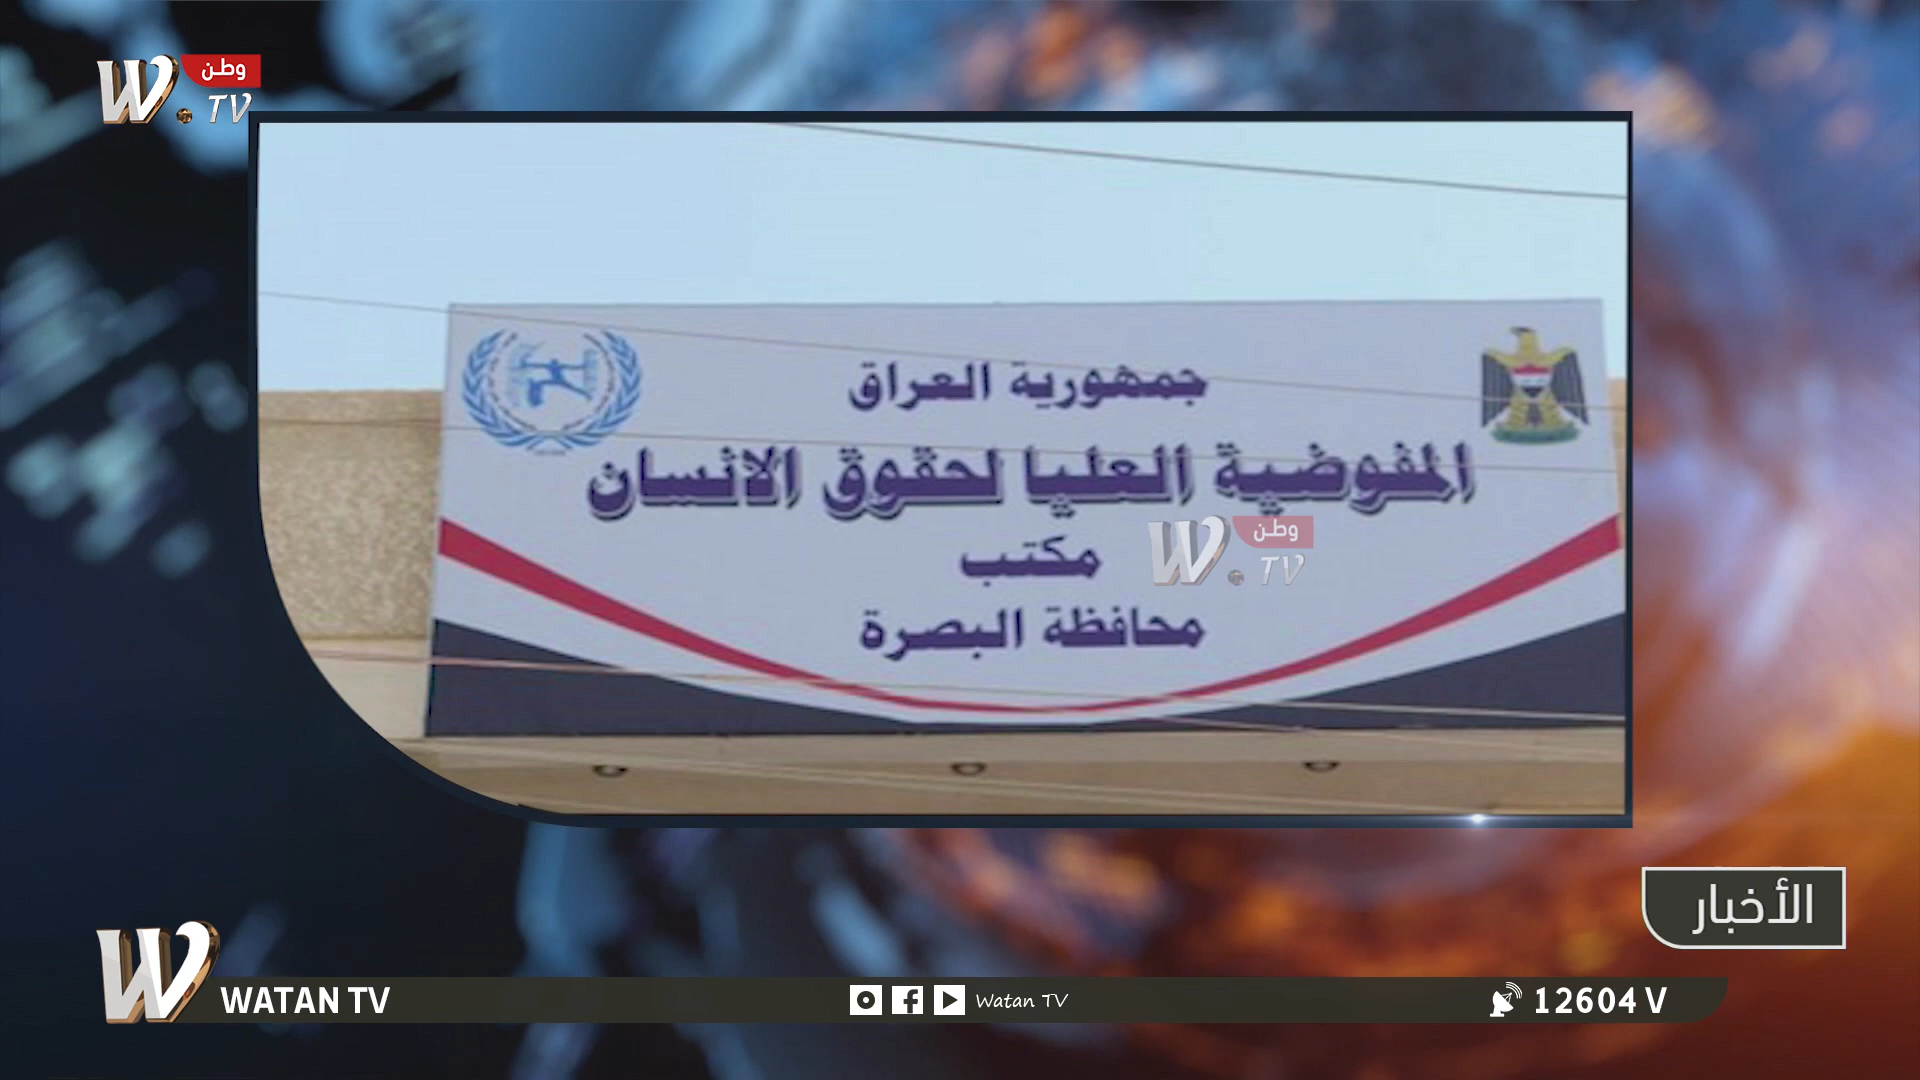 وطن
W. TV
جمهورية العراق
المفوضية العليا لحقوق الانسان
مكتب
وطن
W. TV
محافظة البصرة
الأخبار
W WATAN TV
Watan TV
12604 V